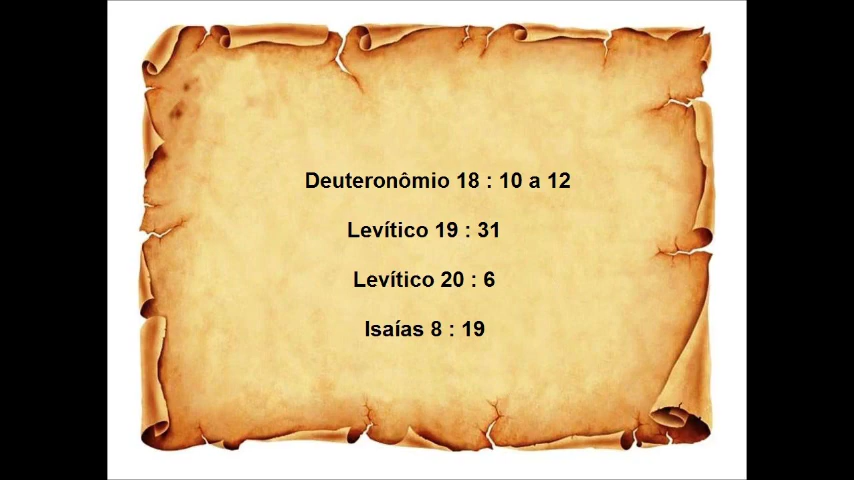 Deuteronômio 18 : 10 a 12
Levítico 19 : 31
Levítico 20 : 6
Isaías 8 : 19